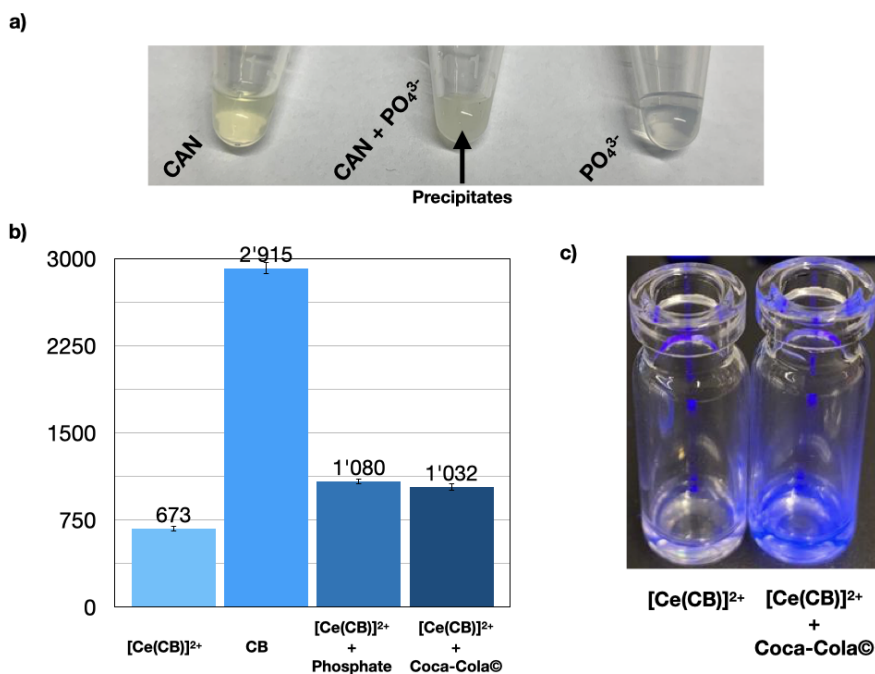 a)
CAN
CAN + PO₄³⁻
PO₄³⁻
Precipitates
b)
3000
2250
1500
750
0
673
2'915
1'080
1'032
[Ce(CB)]²⁺
CB
[Ce(CB)]²⁺
+
Phosphate
[Ce(CB)]²⁺
+
Coca-Cola©
c)
[Ce(CB)]²⁺
[Ce(CB)]²⁺
+
Coca-Cola©